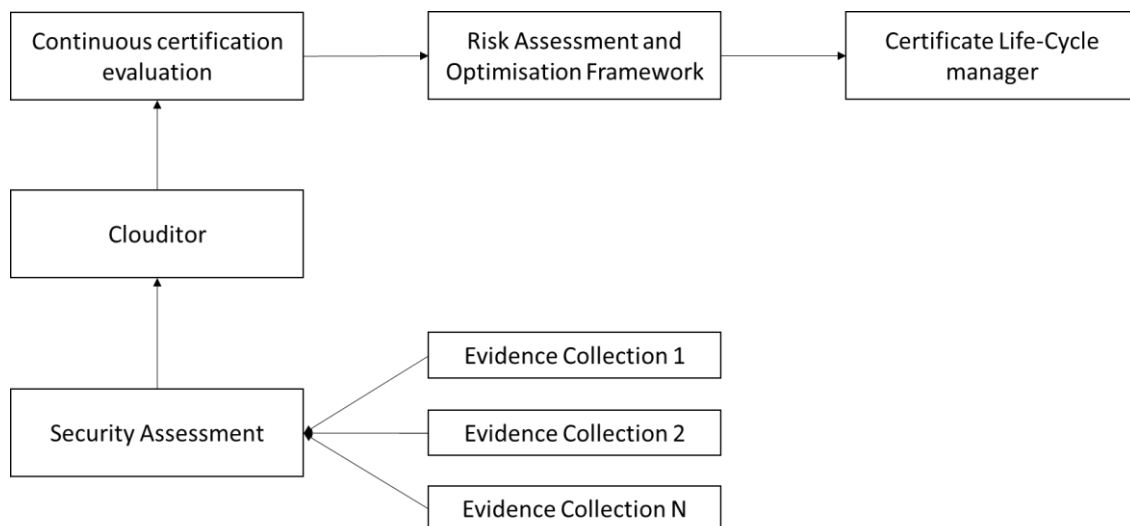 Continuous certification
evaluation
Risk Assessment and
Optimisation Framework
Certificate Life-Cycle
manager
Clouditor
Evidence Collection 1
Security Assessment
Evidence Collection 2
Evidence Collection N